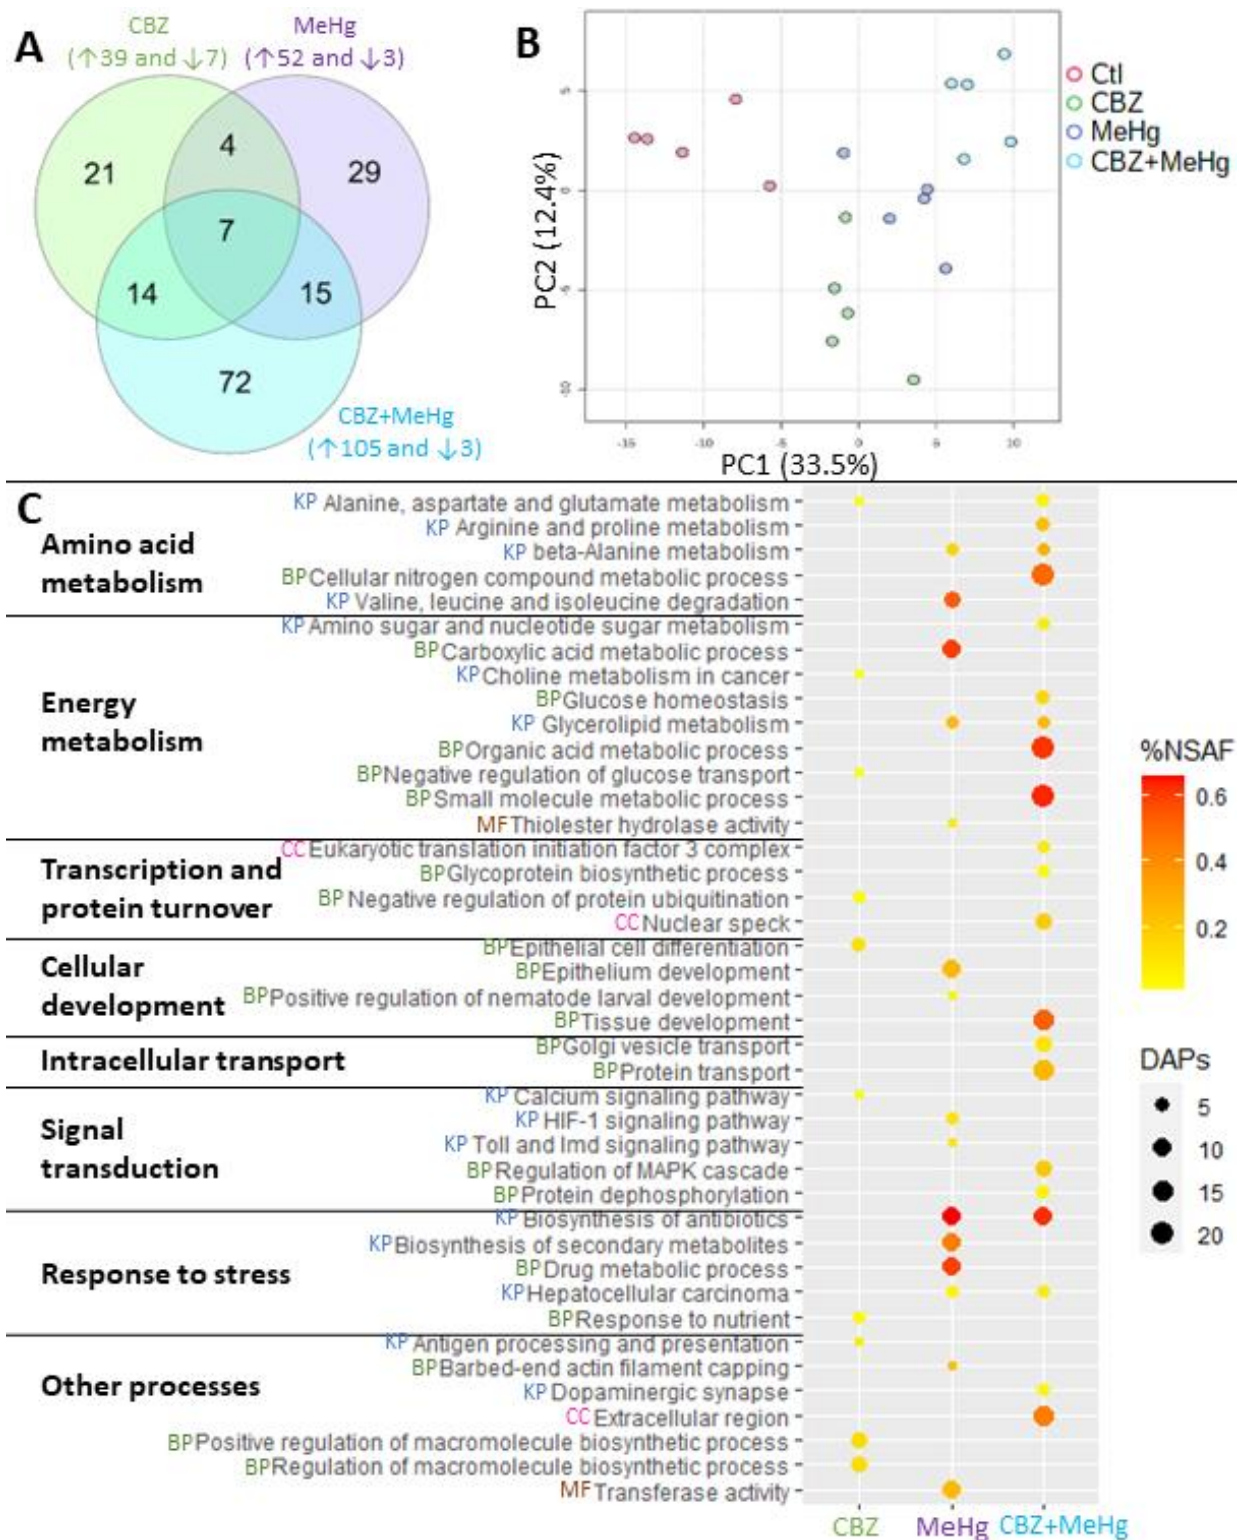 A
CBZ
(↑39 and ↓7)
MeHg
(↑52 and ↓3)
21
4
29
7
14
15
72
CBZ+MeHg
(↑105 and ↓3)
B
PC2 (12.4%)
5
0
-5
-10
-15
-10
-5
0
5
10
PC1 (33.5%)
Ctl
CBZ
MeHg
CBZ+MeHg
C
Amino acid
metabolism
KP Alanine, aspartate and glutamate metabolism
KP Arginine and proline metabolism
KP beta-Alanine metabolism
BP Cellular nitrogen compound metabolic process
KP Valine, leucine and isoleucine degradation
Energy
metabolism
KP Amino sugar and nucleotide sugar metabolism
BP Carboxylic acid metabolic process
KP Choline metabolism in cancer
BP Glucose homeostasis
KP Glycerolipid metabolism
BP Organic acid metabolic process
BP Negative regulation of glucose transport
BP Small molecule metabolic process
MF Thiolester hydrolase activity
Transcription and
protein turnover
CC Eukaryotic translation initiation factor 3 complex
BP Glycoprotein biosynthetic process
BP Negative regulation of protein ubiquitination
CC Nuclear speck
Cellular
development
BP Epithelial cell differentiation
BP Epithelium development
BP Positive regulation of nematode larval development
BP Tissue development
Intracellular transport
BP Golgi vesicle transport
BP Protein transport
Signal
transduction
KP Calcium signaling pathway
KP HIF-1 signaling pathway
KP Toll and Imd signaling pathway
BP Regulation of MAPK cascade
BP Protein dephosphorylation
Response to stress
KP Biosynthesis of antibiotics
KP Biosynthesis of secondary metabolites
BP Drug metabolic process
KP Hepatocellular carcinoma
BP Response to nutrient
Other processes
KP Antigen processing and presentation
BP Barbed-end actin filament capping
KP Dopaminergic synapse
CC Extracellular region
BP Positive regulation of macromolecule biosynthetic process
BP Regulation of macromolecule biosynthetic process
MF Transferase activity
CBZ
MeHg
CBZ+MeHg
%NSAF
0.6
0.4
0.2
DAPs
5
10
15
20